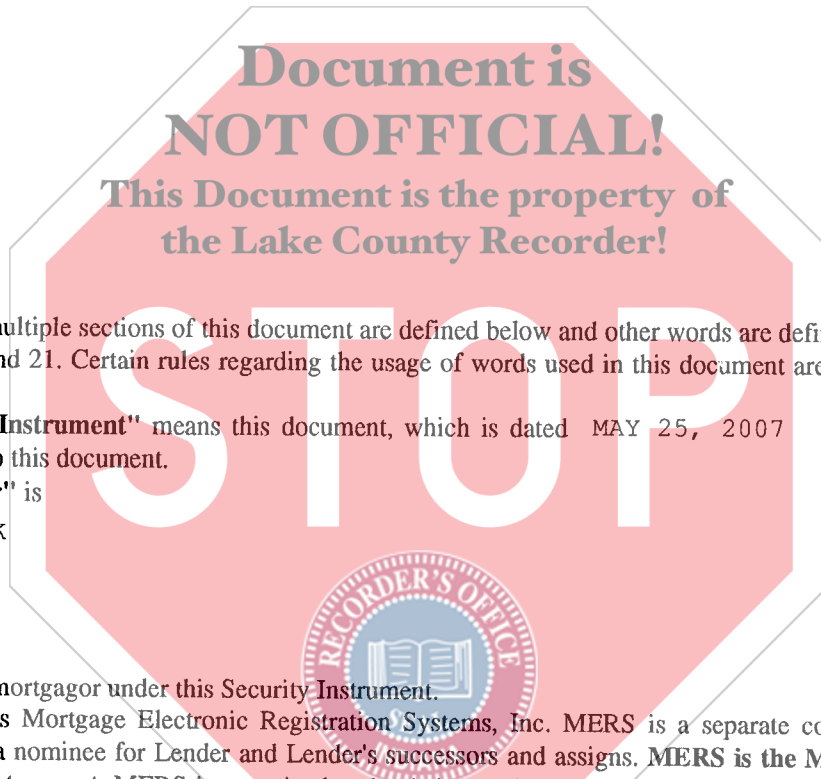 Document is
NOT OFFICIAL!
This Document is the property of
the Lake County Recorder!
STOP
multiple sections of this document are defined below and other words are defi
nd 21. Certain rules regarding the usage of words used in this document are
Instrument" means this document, which is dated MAY 25, 2007
this document.
" is
K
RECORDER'S OFFICE
mortgagor under this Security Instrument.
s Mortgage Electronic Registration Systems, Inc. MERS is a separate co
a nominee for Lender and Lender's successors and assigns. MERS is the M